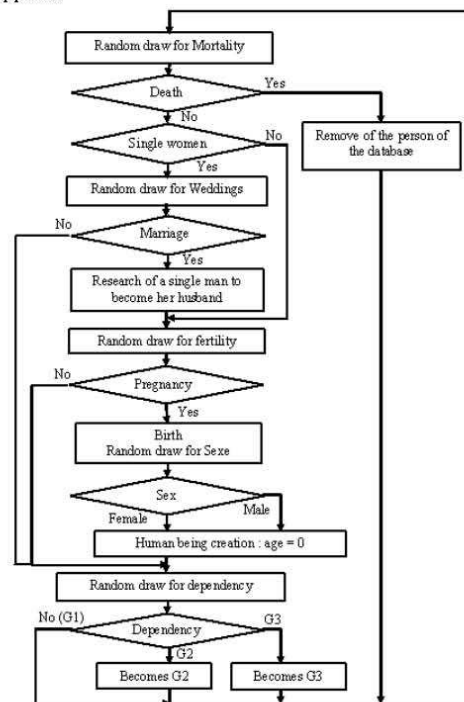 Random draw for Mortality
Death
Yes
No
Single women
No
Remove of the person of
the database
Yes
Random draw for Weddings
No
Marriage
Yes
Research of a single man to
become her husband
Random draw for fertility
No
Pregnancy
Yes
Birth
Random draw for Sexe
Sex
Female
Male
Human being creation : age = 0
Random draw for dependency
No (G1)
Dependency
G3
G2
Becomes G2
Becomes G3